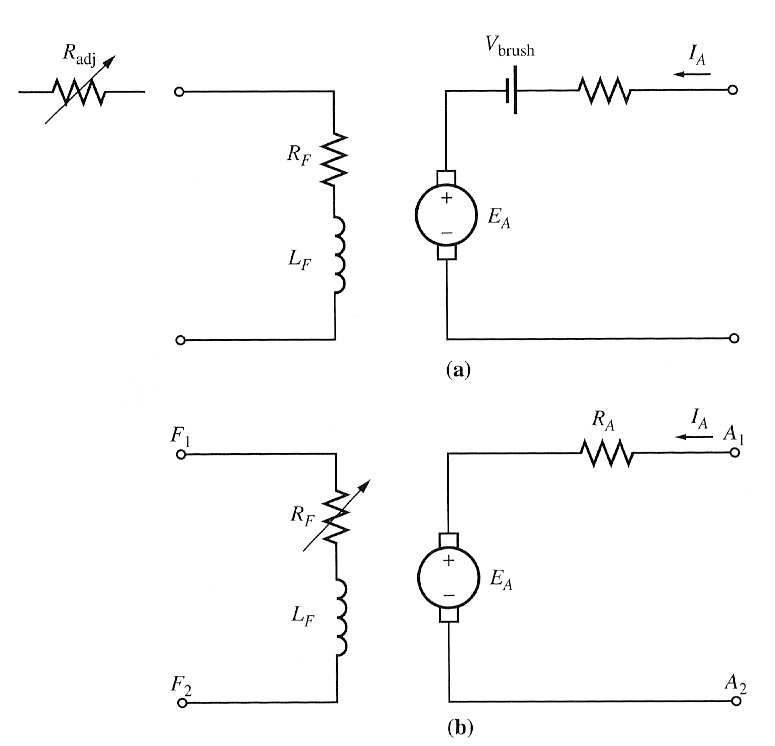 R_adj
V_brush
I_A
R_F
+
E_A
−
L_F
(a)
R_A
I_A
F_1
A_1
R_F
+
E_A
−
L_F
F_2
A_2
(b)